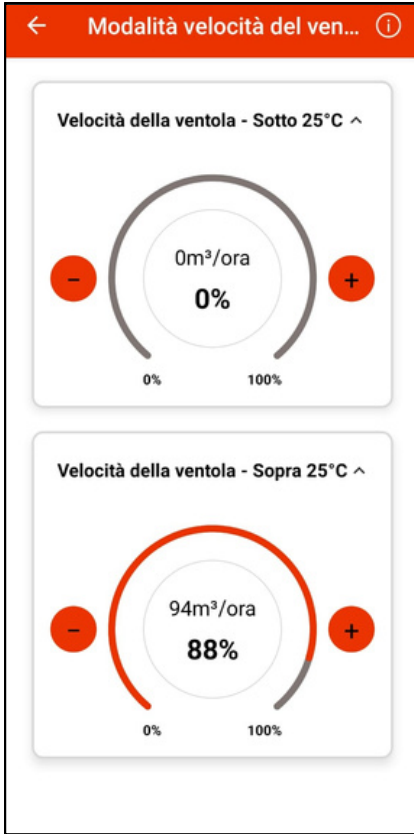 Modalità velocità del ven...
Velocità della ventola - Sotto 25°C
0m³/ora
0%
0% 100%
Velocità della ventola - Sopra 25°C
94m³/ora
88%
0% 100%